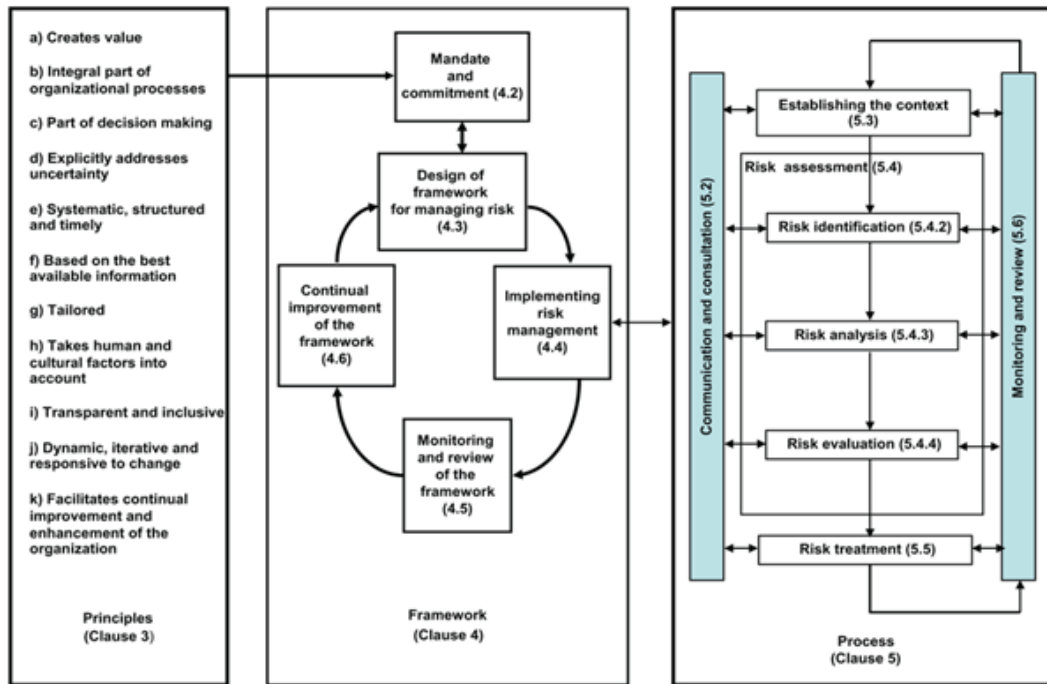 a) Creates value
b) Integral part of
organizational processes
c) Part of decision making
d) Explicitly addresses
uncertainty
e) Systematic, structured
and timely
f) Based on the best
available information
g) Tailored
h) Takes human and
cultural factors into
account
i) Transparent and inclusive
j) Dynamic, iterative and
responsive to change
k) Facilitates continual
improvement and
enhancement of the
organization
Principles
(Clause 3)
Mandate
and
commitment (4.2)
Design of
framework
for managing risk
(4.3)
Continual
improvement
of the
framework
(4.6)
Implementing
risk
management
(4.4)
Monitoring
and review
of the
framework
(4.5)
Framework
(Clause 4)
Communication and consultation (5.2)
Establishing the context
(5.3)
Risk assessment (5.4)
Risk identification (5.4.2)
Risk analysis (5.4.3)
Risk evaluation (5.4.4)
Risk treatment (5.5)
Monitoring and review (5.6)
Process
(Clause 5)